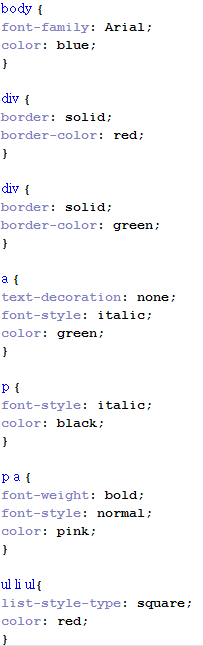 body {
font-family: Arial;
color: blue;
}
div {
border: solid;
border-color: red;
}
div {
border: solid;
border-color: green;
}
a {
text-decoration: none;
font-style: italic;
color: green;
}
p {
font-style: italic;
color: black;
}
p a {
font-weight: bold;
font-style: normal;
color: pink;
}
ul li ul{
list-style-type: square;
color: red;
}